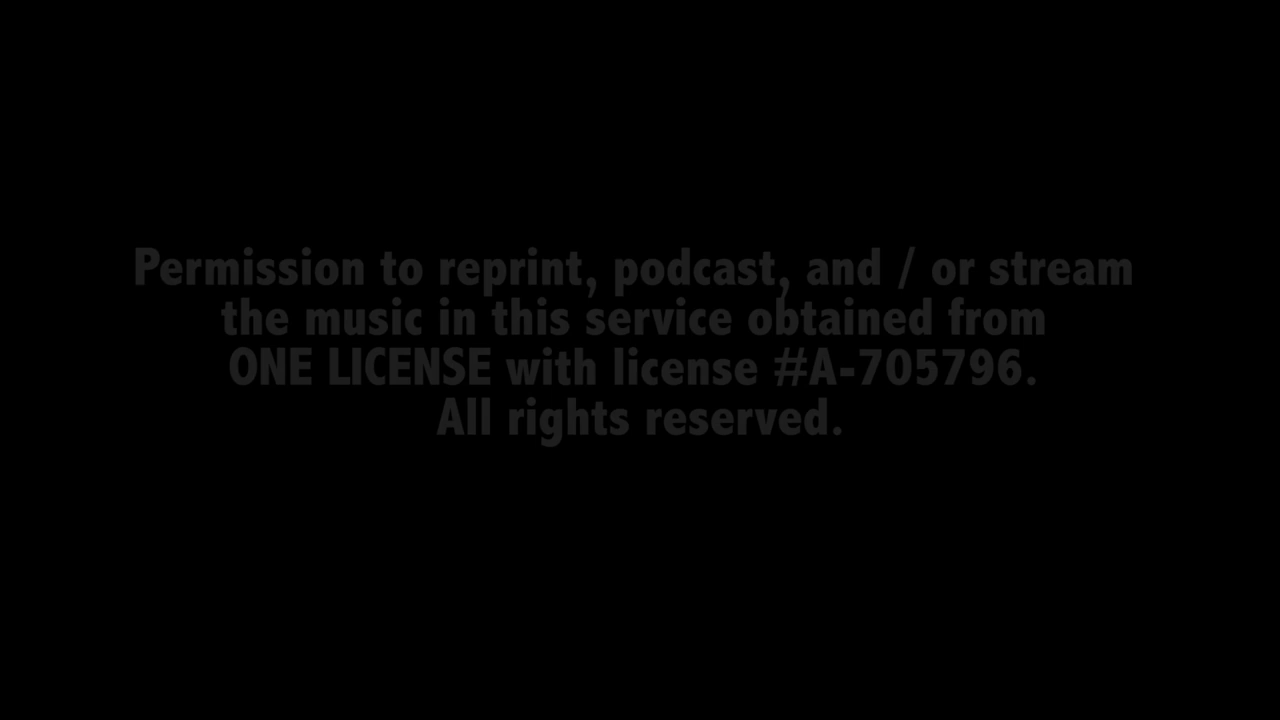 Permission to reprint, podcast, and / or stream
the music in this service obtained from
ONE LICENSE with license #A-705796.
All rights reserved.